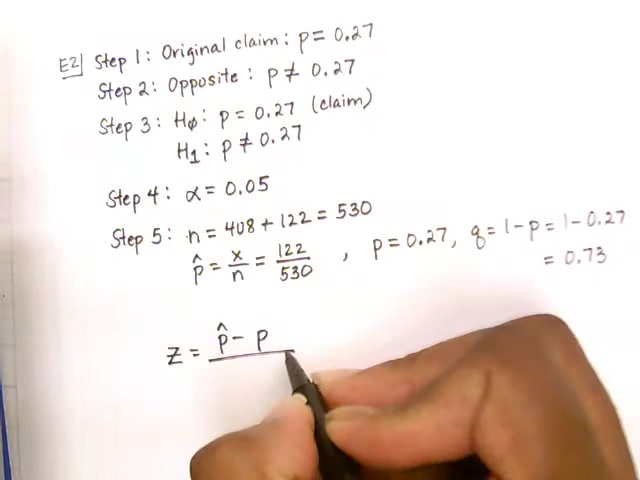 E2 Step 1: Original claim: p = 0.27
Step 2: Opposite: p ≠ 0.27
Step 3: H0: p = 0.27 (claim)
H1: p ≠ 0.27
Step 4: α = 0.05
Step 5: n = 408 + 122 = 530
p̂ = x/n = 122/530 , p = 0.27, q = 1 - p = 1 - 0.27
= 0.73
z = p̂ - p